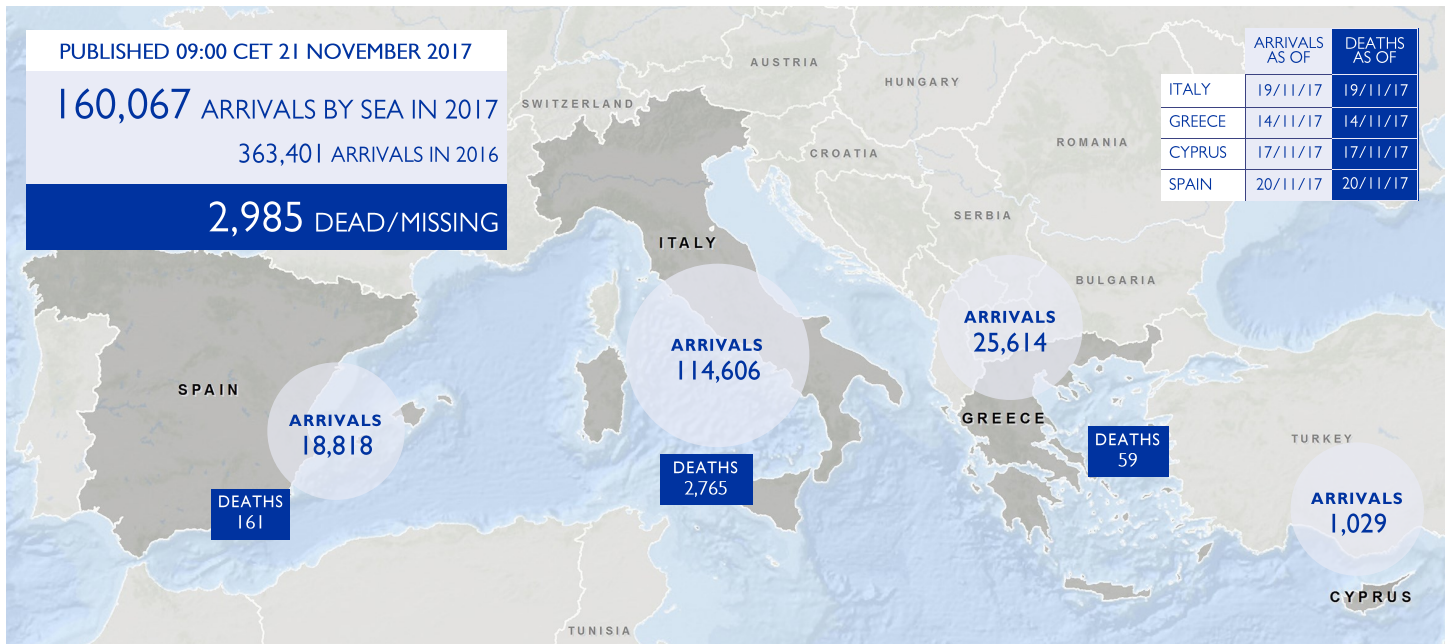 PUBLISHED 09:00 CET 21 NOVEMBER 2017
160,067 ARRIVALS BY SEA IN 2017
363,401 ARRIVALS IN 2016
2,985 DEAD/MISSING
ARRIVALS AS OF
DEATHS AS OF
ITALY 19/11/17 19/11/17
GREECE 14/11/17 14/11/17
CYPRUS 17/11/17 17/11/17
SPAIN 20/11/17 20/11/17
AUSTRIA
HUNGARY
SWITZERLAND
ROMANIA
CROATIA
SERBIA
ITALY
BULGARIA
ARRIVALS
25,614
ARRIVALS
114,606
SPAIN
ARRIVALS
18,818
GREECE
DEATHS
59
TURKEY
DEATHS
2,765
DEATHS
161
ARRIVALS
1,029
CYPRUS
TUNISIA